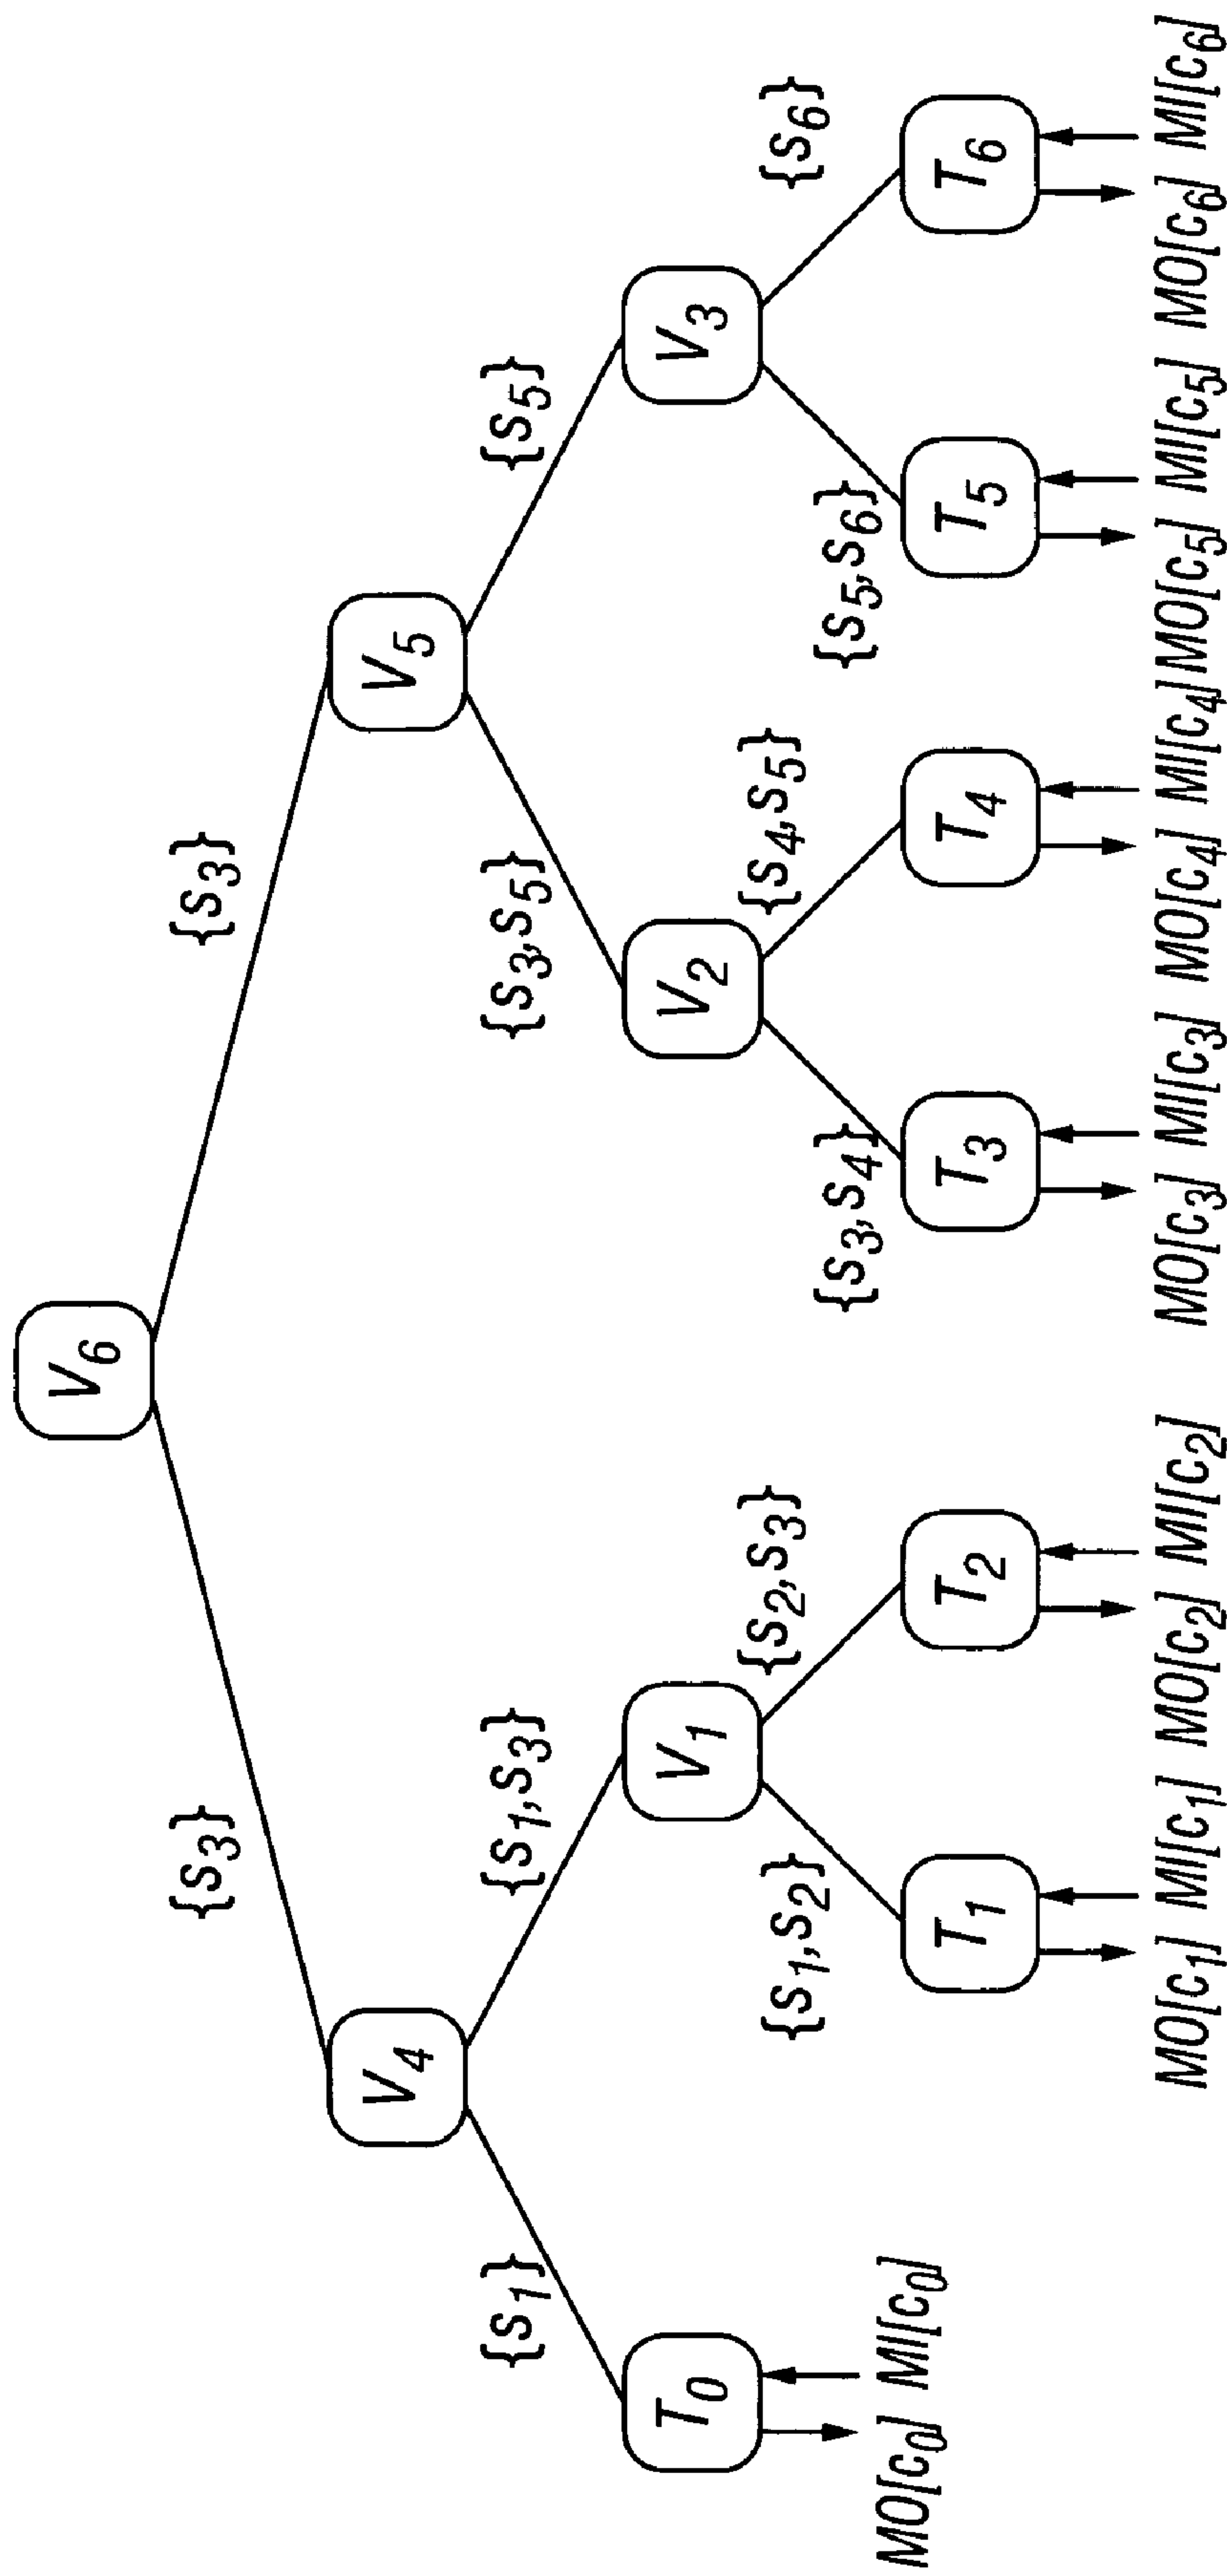 V6
{s3} {s3}
V4 V5
{s1} {s1,s3} {s3,s5} {s5}
T0 V1 V2 V3
MO[c0] MI[c0]
{s1,s2} {s2,s3} {s3,s4} {s4,s5} {s5,s6} {s6}
T1 T2 T3 T4 T5 T6
MO[c1] MI[c1] MO[c2] MI[c2] MO[c3] MI[c3] MO[c4] MI[c4] MO[c5] MI[c5] MO[c6] MI[c6]